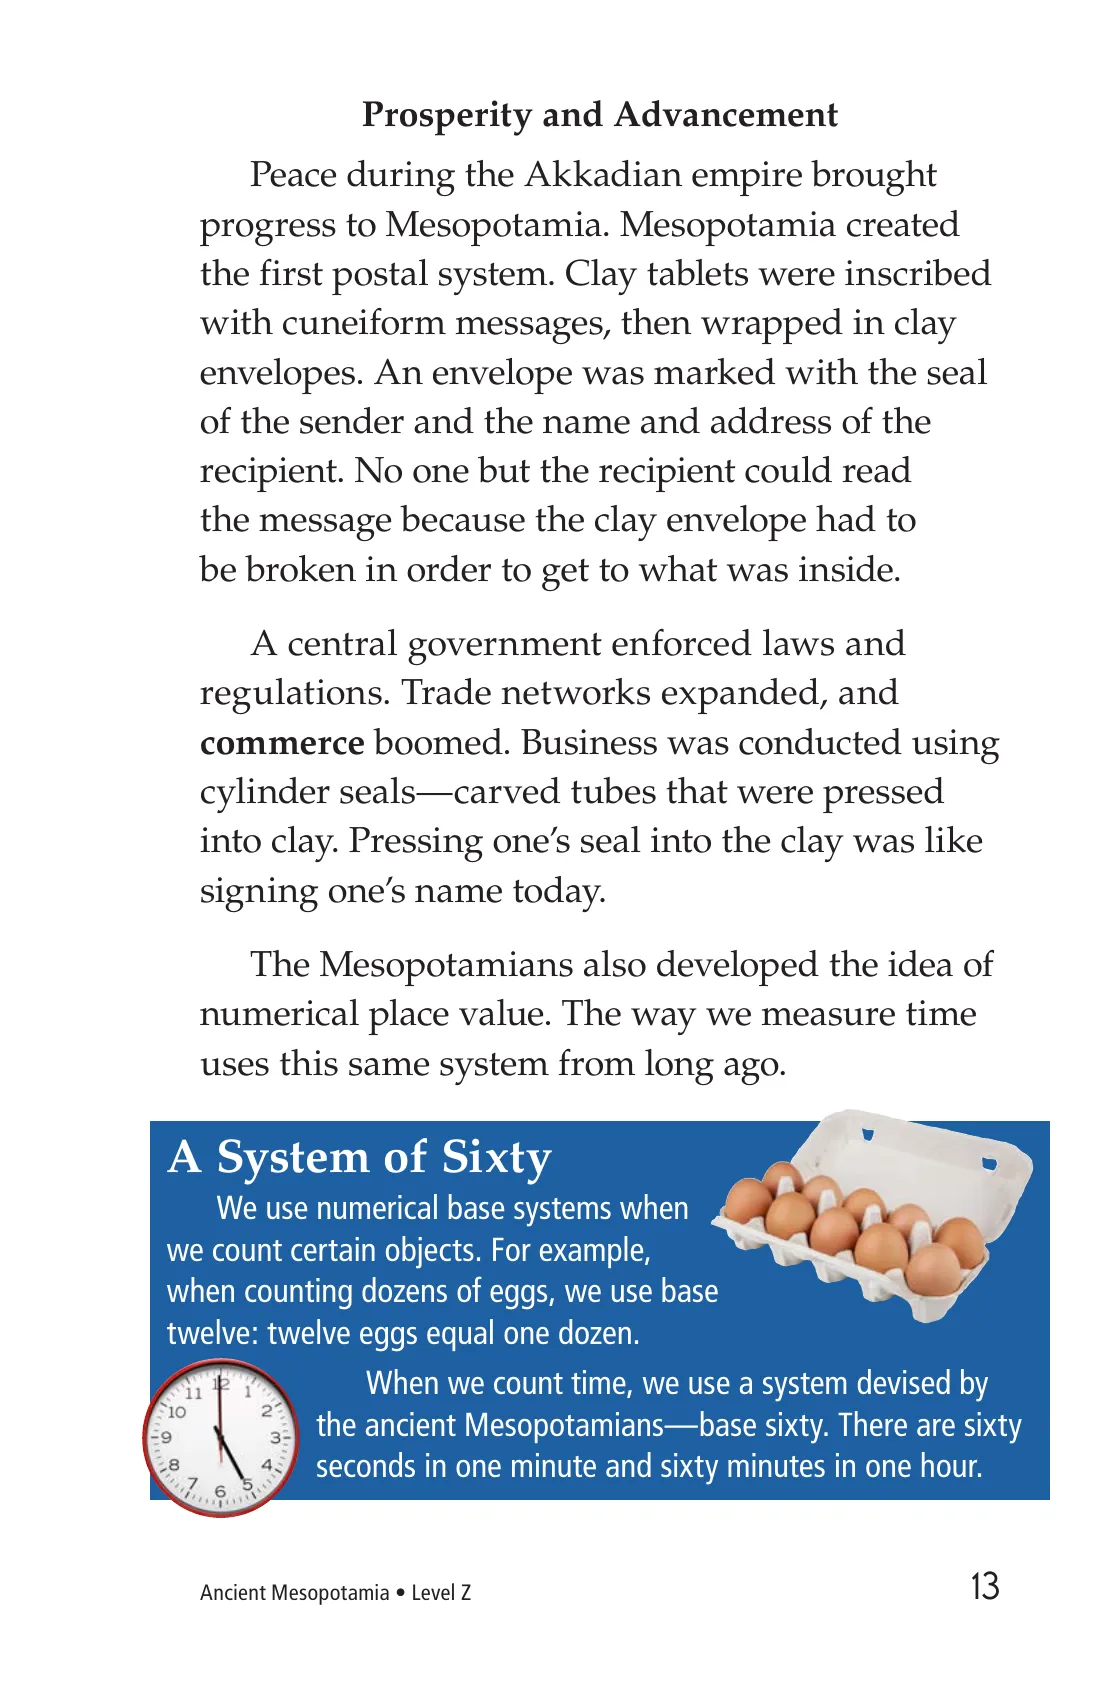 Prosperity and Advancement
Peace during the Akkadian empire brought
progress to Mesopotamia. Mesopotamia created
the first postal system. Clay tablets were inscribed
with cuneiform messages, then wrapped in clay
envelopes. An envelope was marked with the seal
of the sender and the name and address of the
recipient. No one but the recipient could read
the message because the clay envelope had to
be broken in order to get to what was inside.
A central government enforced laws and
regulations. Trade networks expanded, and
commerce boomed. Business was conducted using
cylinder seals—carved tubes that were pressed
into clay. Pressing one’s seal into the clay was like
signing one’s name today.
The Mesopotamians also developed the idea of
numerical place value. The way we measure time
uses this same system from long ago.
A System of Sixty
We use numerical base systems when
we count certain objects. For example,
when counting dozens of eggs, we use base
twelve: twelve eggs equal one dozen.
When we count time, we use a system devised by
the ancient Mesopotamians—base sixty. There are sixty
seconds in one minute and sixty minutes in one hour.
12
1
2
3
4
5
6
7
8
9
10
11
Ancient Mesopotamia • Level Z
13